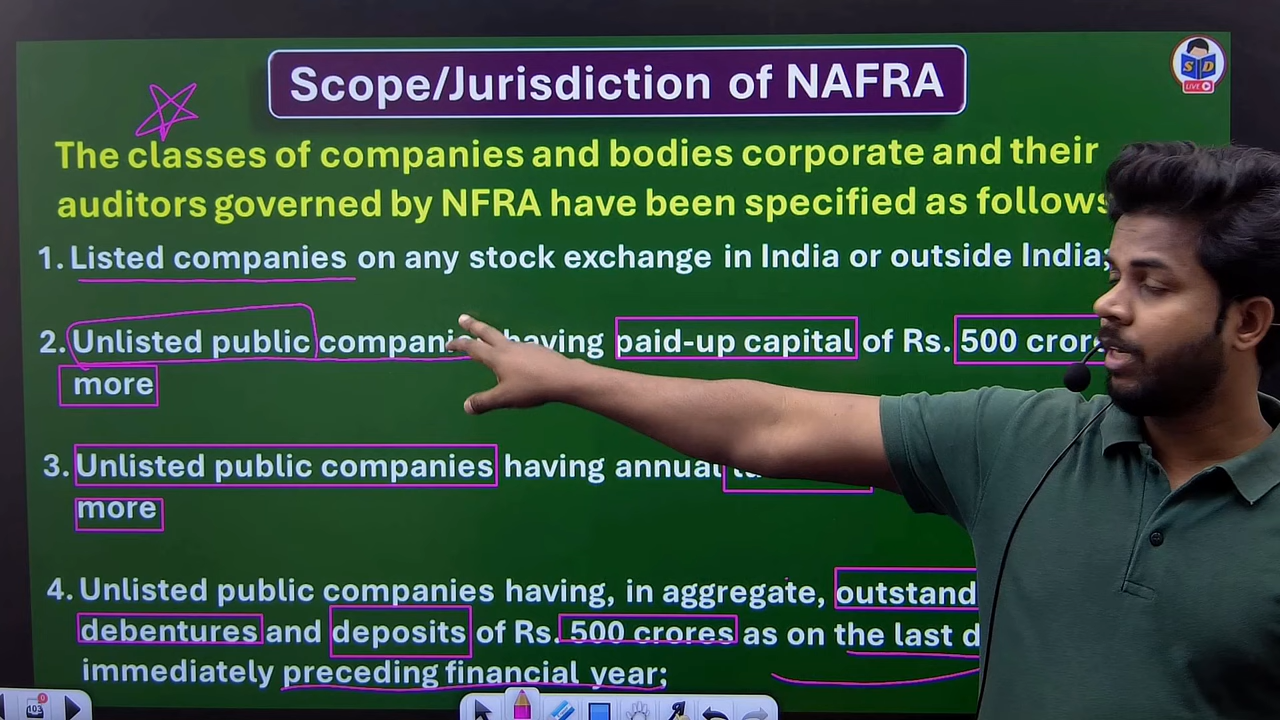 Scope/Jurisdiction of NAFRA
S D
LIVE
The classes of companies and bodies corporate and their
auditors governed by NFRA have been specified as follows
1. Listed companies on any stock exchange in India or outside India;
2. Unlisted public companies having paid-up capital of Rs. 500 crore
more
3. Unlisted public companies having annual
more
4. Unlisted public companies having, in aggregate, outstand
debentures and deposits of Rs. 500 crores as on the last d
immediately preceding financial year;
103